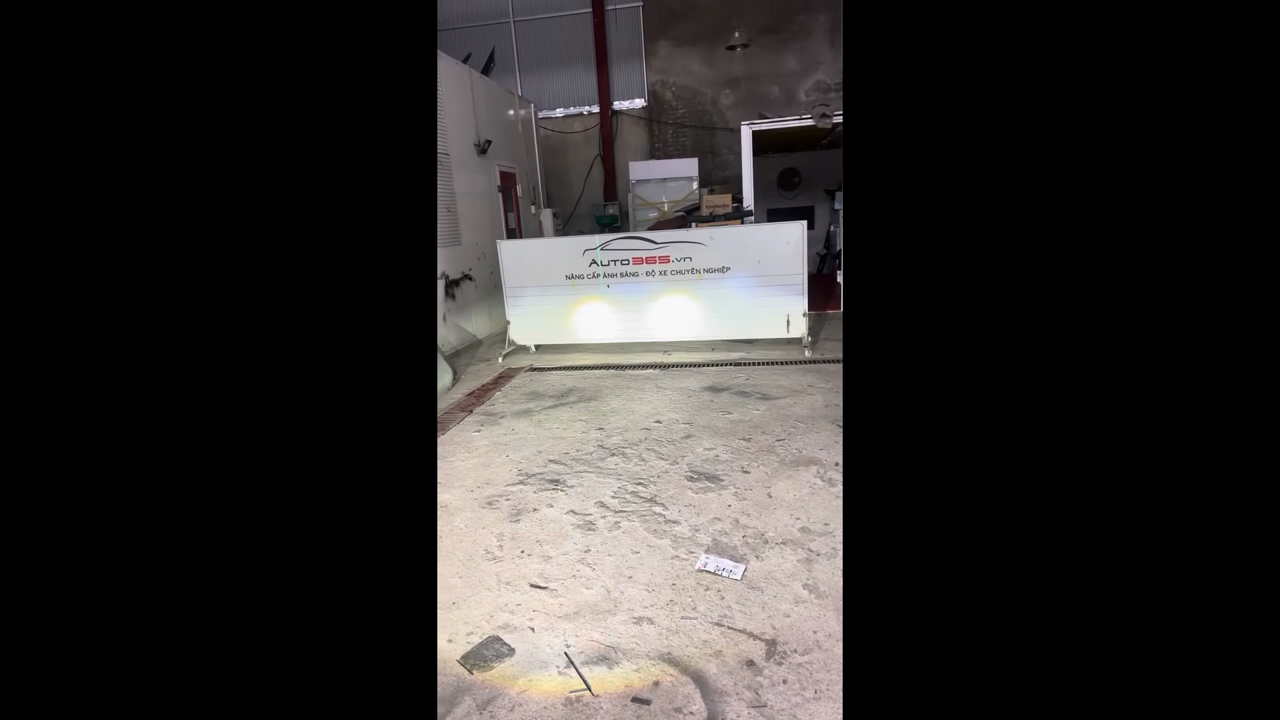 AUTO365.vn
NÂNG CẤP ÁNH SÁNG - ĐỘ XE CHUYÊN NGHIỆP